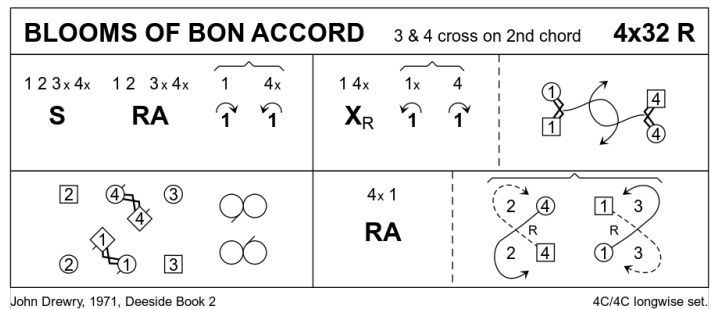 BLOOMS OF BON ACCORD 3 & 4 cross on 2nd chord 4x32 R
1 2 3x 4x 1 2 3x 4x 1 4x
S RA 1 1
1 4x 1x 4
XR 1 1
1 4
1 4
2 4 3
4
1
2 1 3
4x 1
RA
2 4 1 3
R R
2 4 1 3
John Drewry, 1971, Deeside Book 2 4C/4C longwise set.